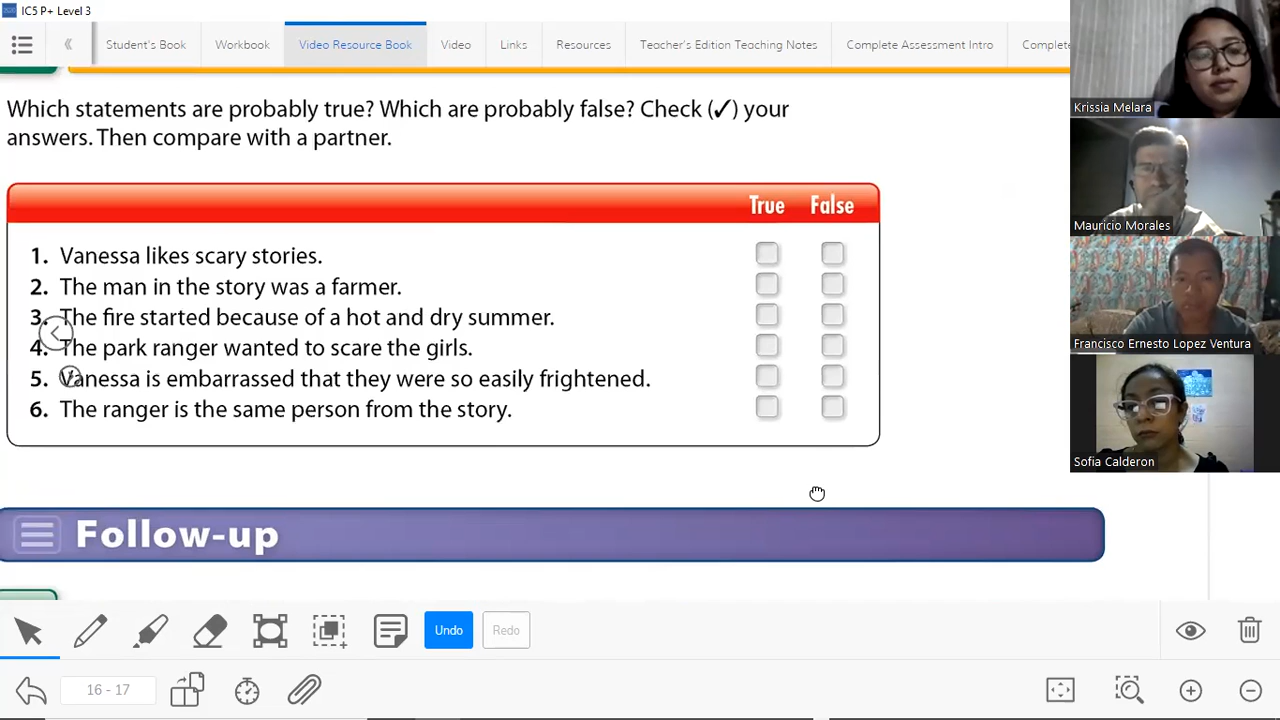 IC5 P+ Level 3
Student's Book
Workbook
Video Resource Book
Video
Links
Resources
Teacher's Edition Teaching Notes
Complete Assessment Intro
Complete
Which statements are probably true? Which are probably false? Check (✓) your
answers. Then compare with a partner.
True False
1. Vanessa likes scary stories.
2. The man in the story was a farmer.
3. The fire started because of a hot and dry summer.
4. The park ranger wanted to scare the girls.
5. Vanessa is embarrassed that they were so easily frightened.
6. The ranger is the same person from the story.
Follow-up
Undo
Redo
16 - 17
Krissia Melara
Mauricio Morales
Francisco Ernesto Lopez Ventura
Sofia Calderon